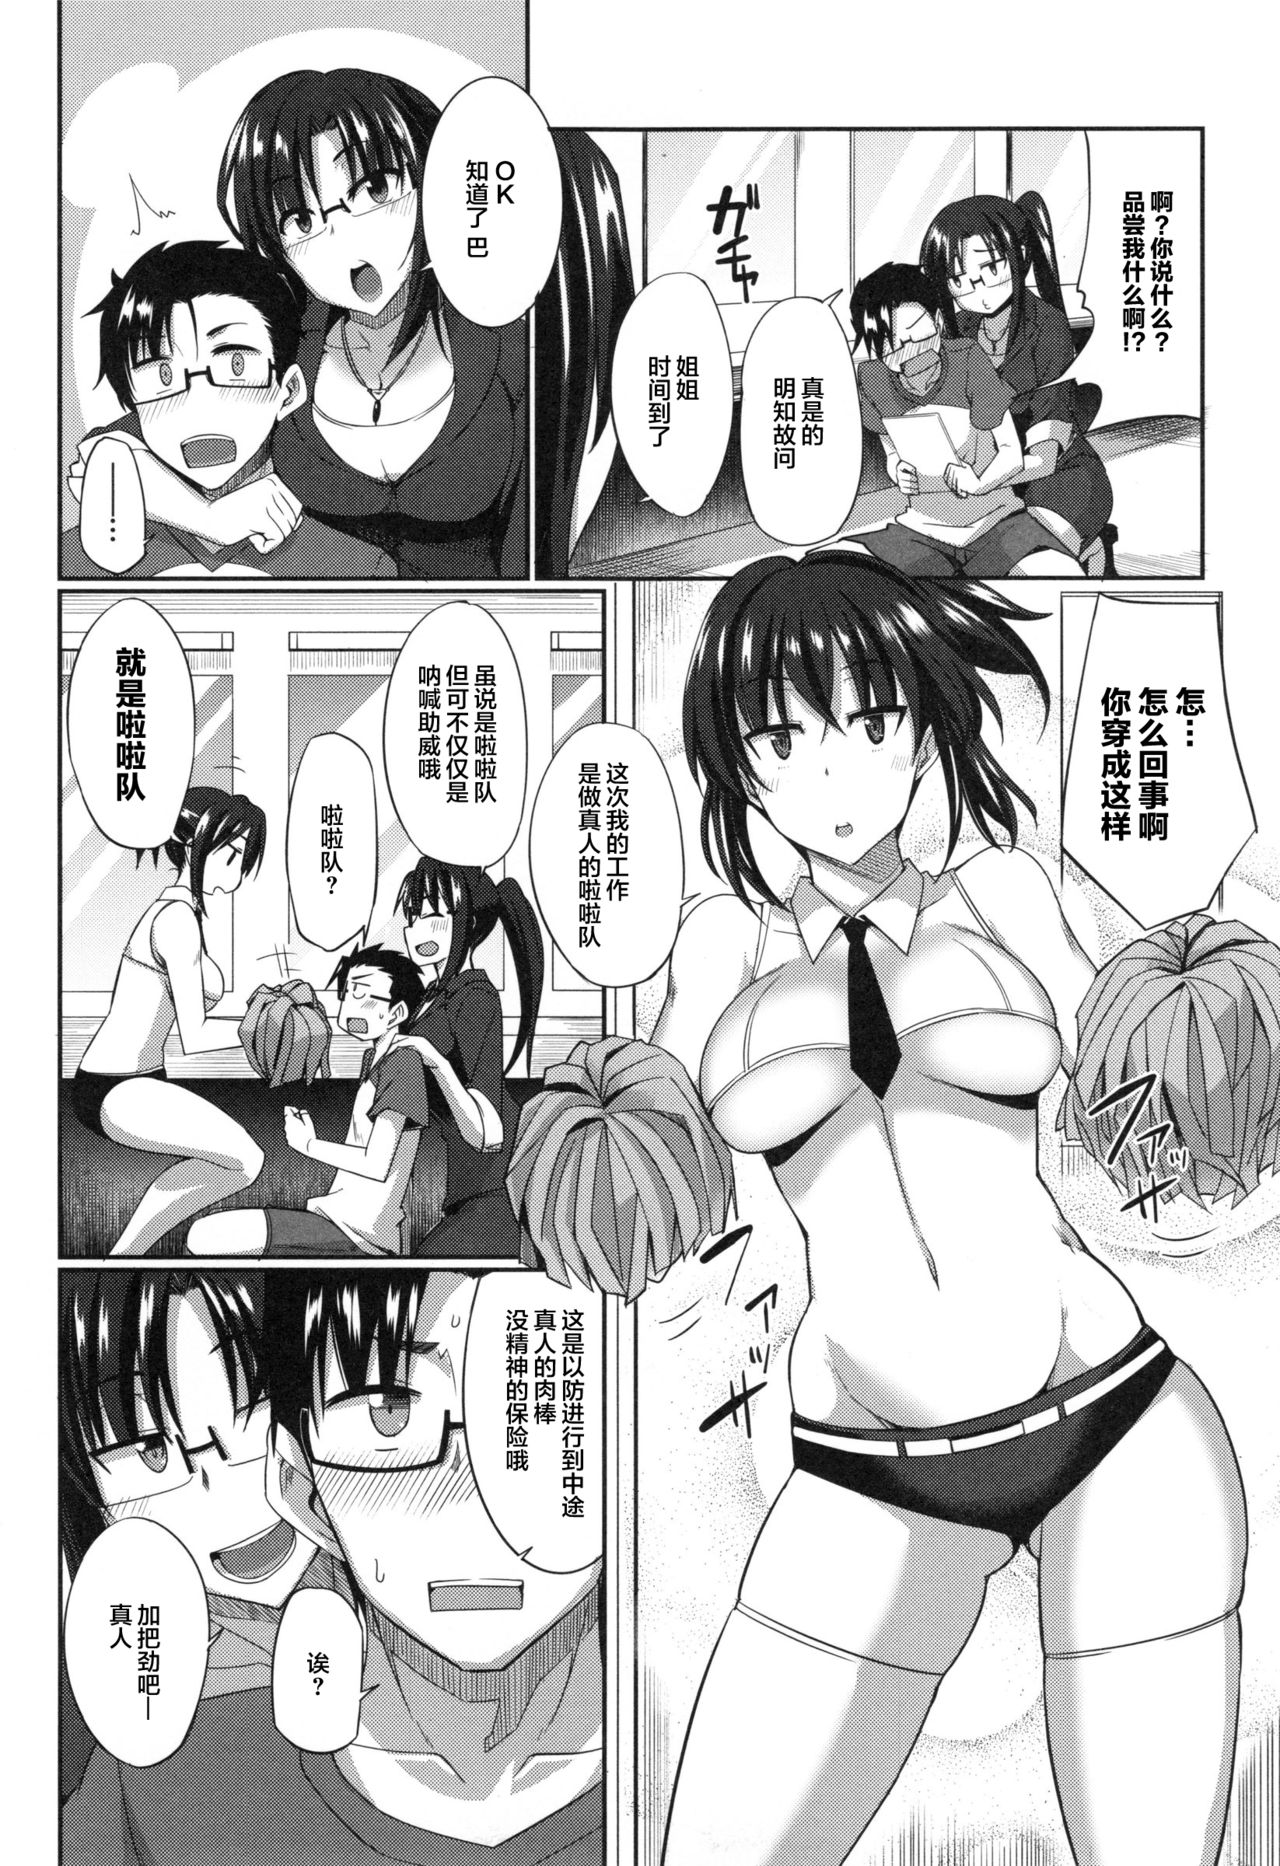 啊?你说什么?
品尝我什么啊!?
ガチャ
真是的
明知故问
姐姐
时间到了
OK
知道了 巴
——…
怎…
怎么回事啊
你穿成这样
ファサッ
ファサッ
这次我的工作
是做真人的啦啦队
虽说是啦啦队
但可不仅仅是
呐喊助威哦
啦啦队?
就是啦啦队
这是以防进行到中途
真人的肉棒
没精神的保险哦
诶?
加把劲吧—
真人